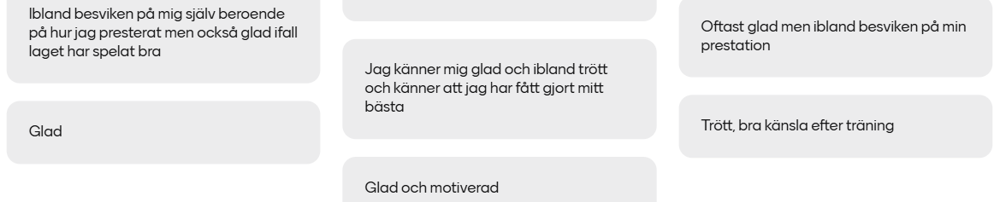 Ibland besviken på mig själv beroende
på hur jag presterat men också glad ifall
laget har spelat bra
Glad
Jag känner mig glad och ibland trött
och känner att jag har fått gjort mitt
bästa
Glad och motiverad
Oftast glad men ibland besviken på min
prestation
Trött, bra känsla efter träning